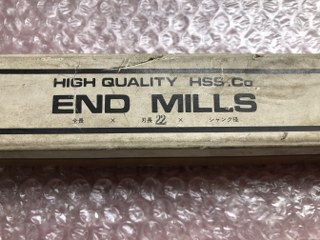 HIGH QUALITY HSS.Co
END MILLS
全長 × 刃長 22 × シャンク径